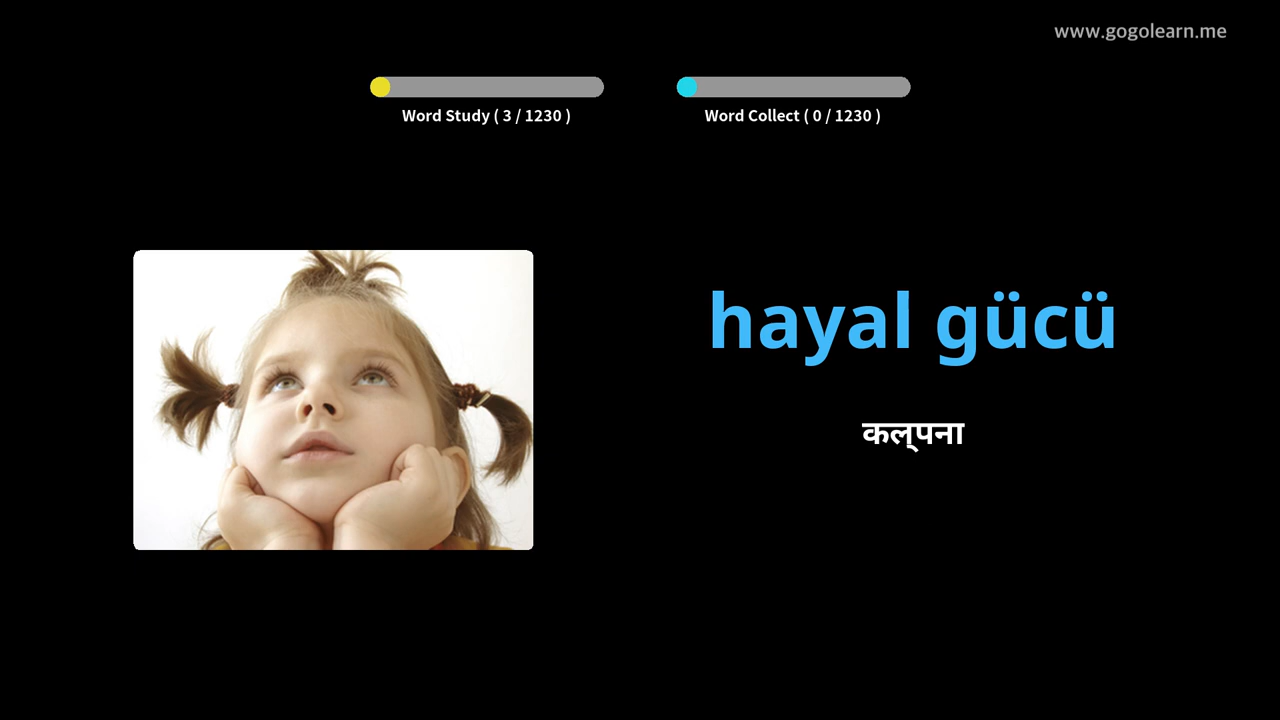 www.gogolearn.me
Word Study ( 3 / 1230 )
Word Collect ( 0 / 1230 )
hayal gücü
कल्पना